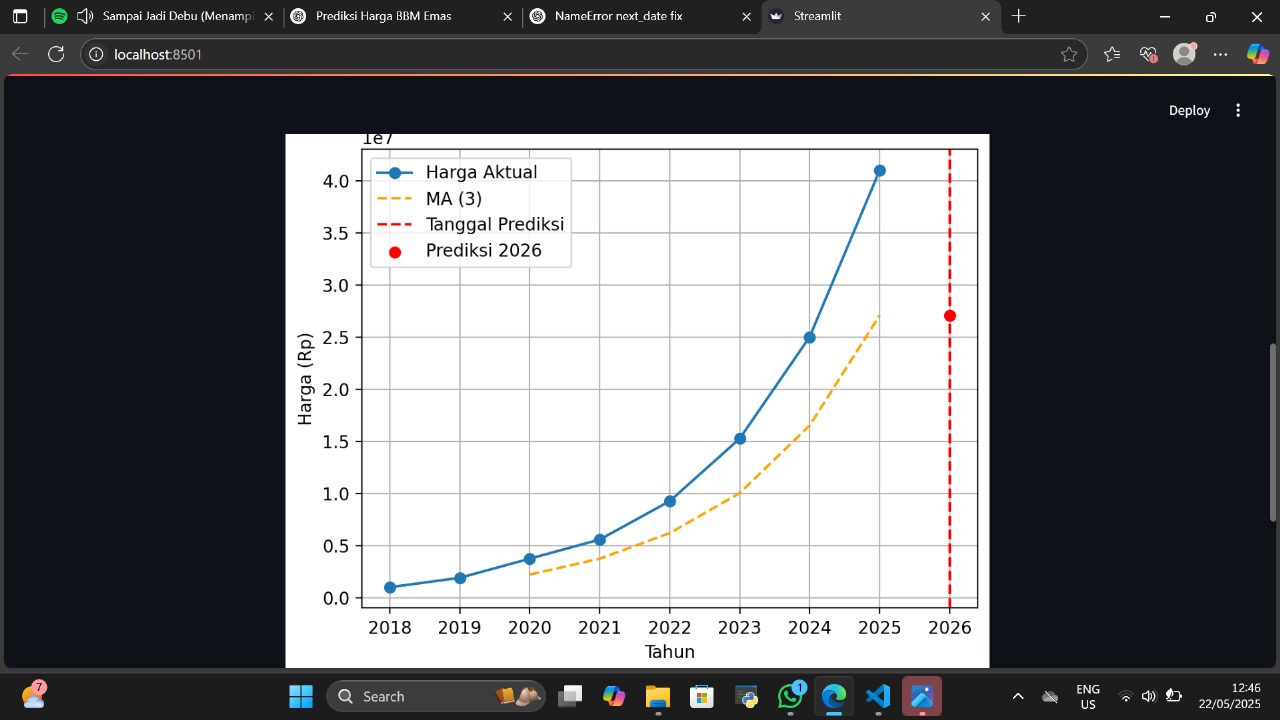 Sampai Jadi Debu (Menamp
Prediksi Harga BBM Emas
NameError next_date fix
Streamlit
localhost:8501
Deploy
1e7
Harga Aktual
MA (3)
Tanggal Prediksi
Prediksi 2026
4.0
3.5
3.0
2.5
2.0
1.5
1.0
0.5
0.0
Harga (Rp)
2018 2019 2020 2021 2022 2023 2024 2025 2026
Tahun
7
Search
1
ENG
US
12:46
22/05/2025